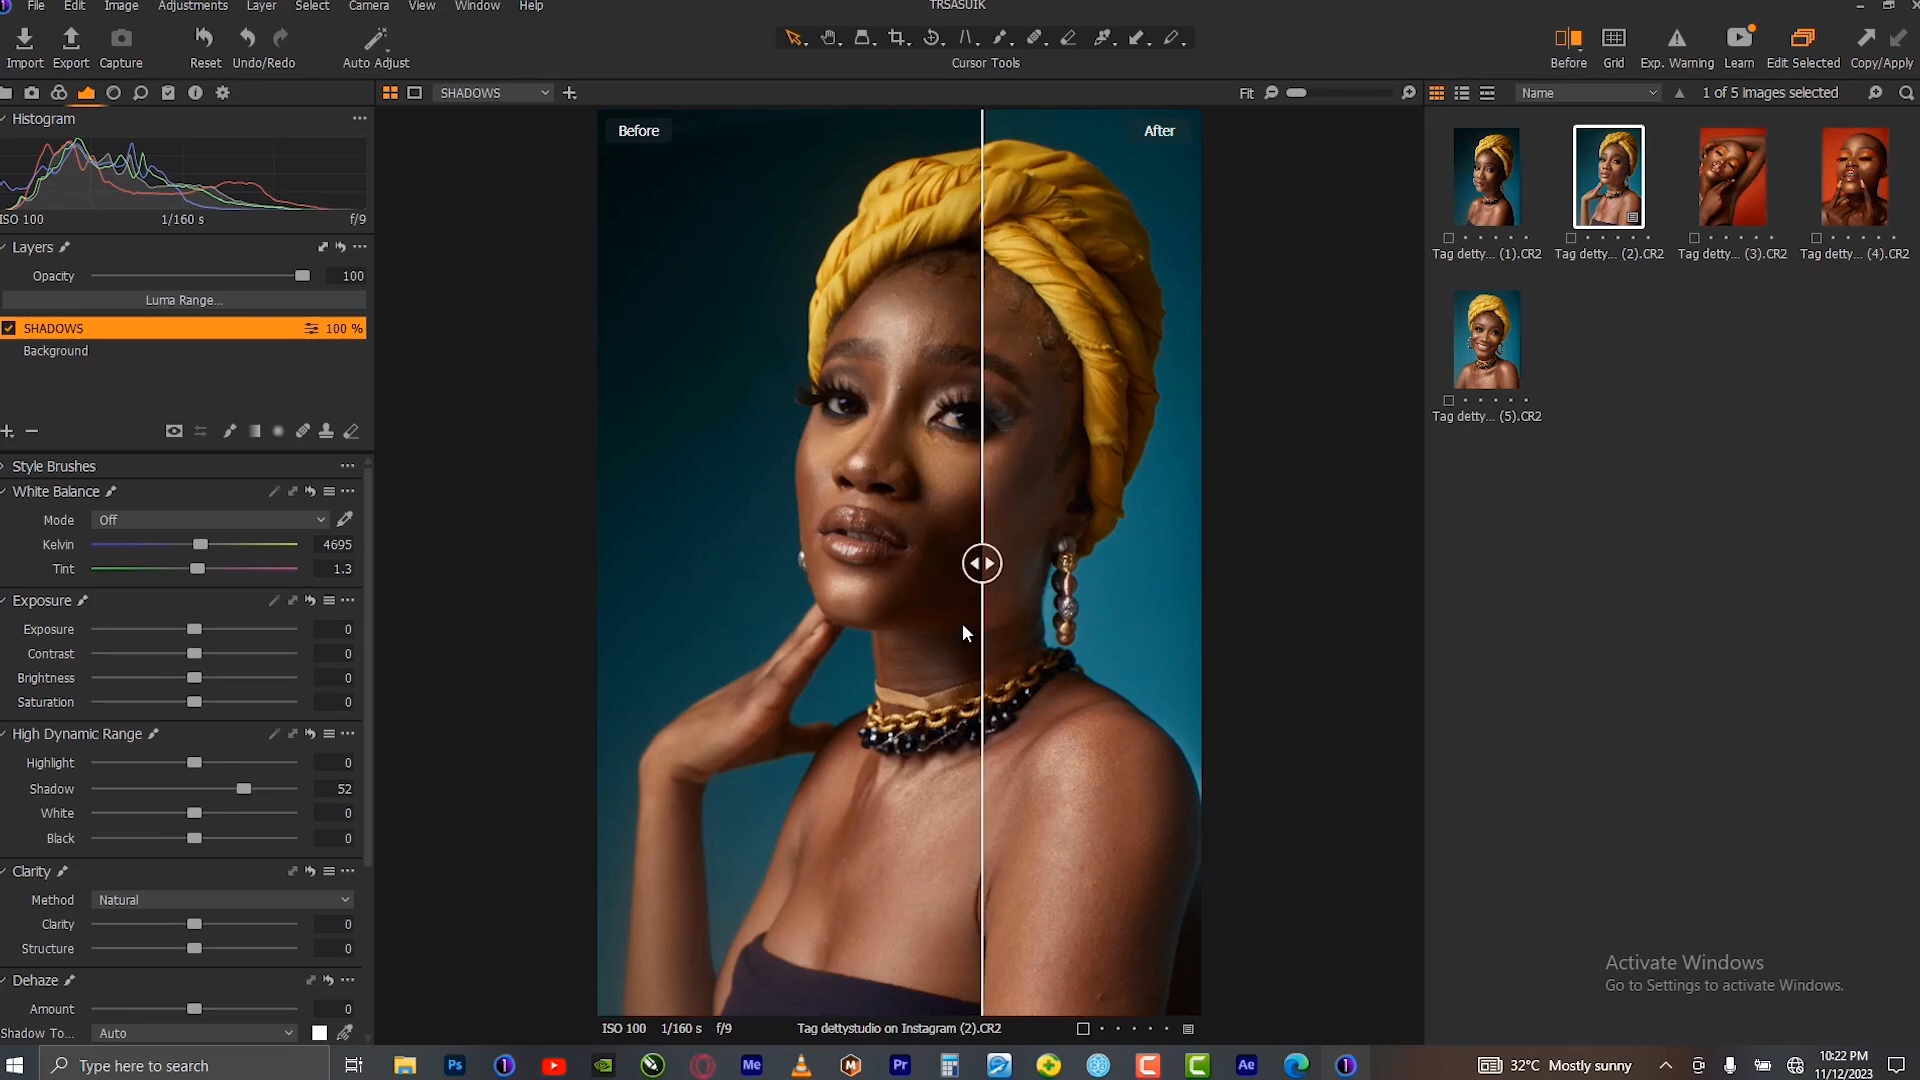 File Edit Image Adjustments Layer Select Camera View Window Help
TRSASUIK
Import Export Capture Reset Undo/Redo Auto Adjust
Cursor Tools
Before Grid Exp. Warning Learn Edit Selected Copy/Apply
SHADOWS
Fit
Name
1 of 5 images selected
Histogram
ISO 100 1/160 s f/9
Layers
Opacity 100
Luma Range...
SHADOWS 100 %
Background
Style Brushes
White Balance
Mode Off
Kelvin 4695
Tint 1.3
Exposure
Exposure 0
Contrast 0
Brightness 0
Saturation 0
High Dynamic Range
Highlight 0
Shadow 52
White 0
Black 0
Clarity
Method Natural
Clarity 0
Structure 0
Dehaze
Amount 0
Shadow To... Auto
Before
After
ISO 100 1/160 s f/9 Tag dettystudio on Instagram (2).CR2
Tag detty... (1).CR2
Tag detty... (2).CR2
Tag detty... (3).CR2
Tag detty... (4).CR2
Tag detty... (5).CR2
Activate Windows
Go to Settings to activate Windows.
Type here to search
Ps
Me
Pr
Ae
32°C Mostly sunny
10:22 PM
11/12/2023